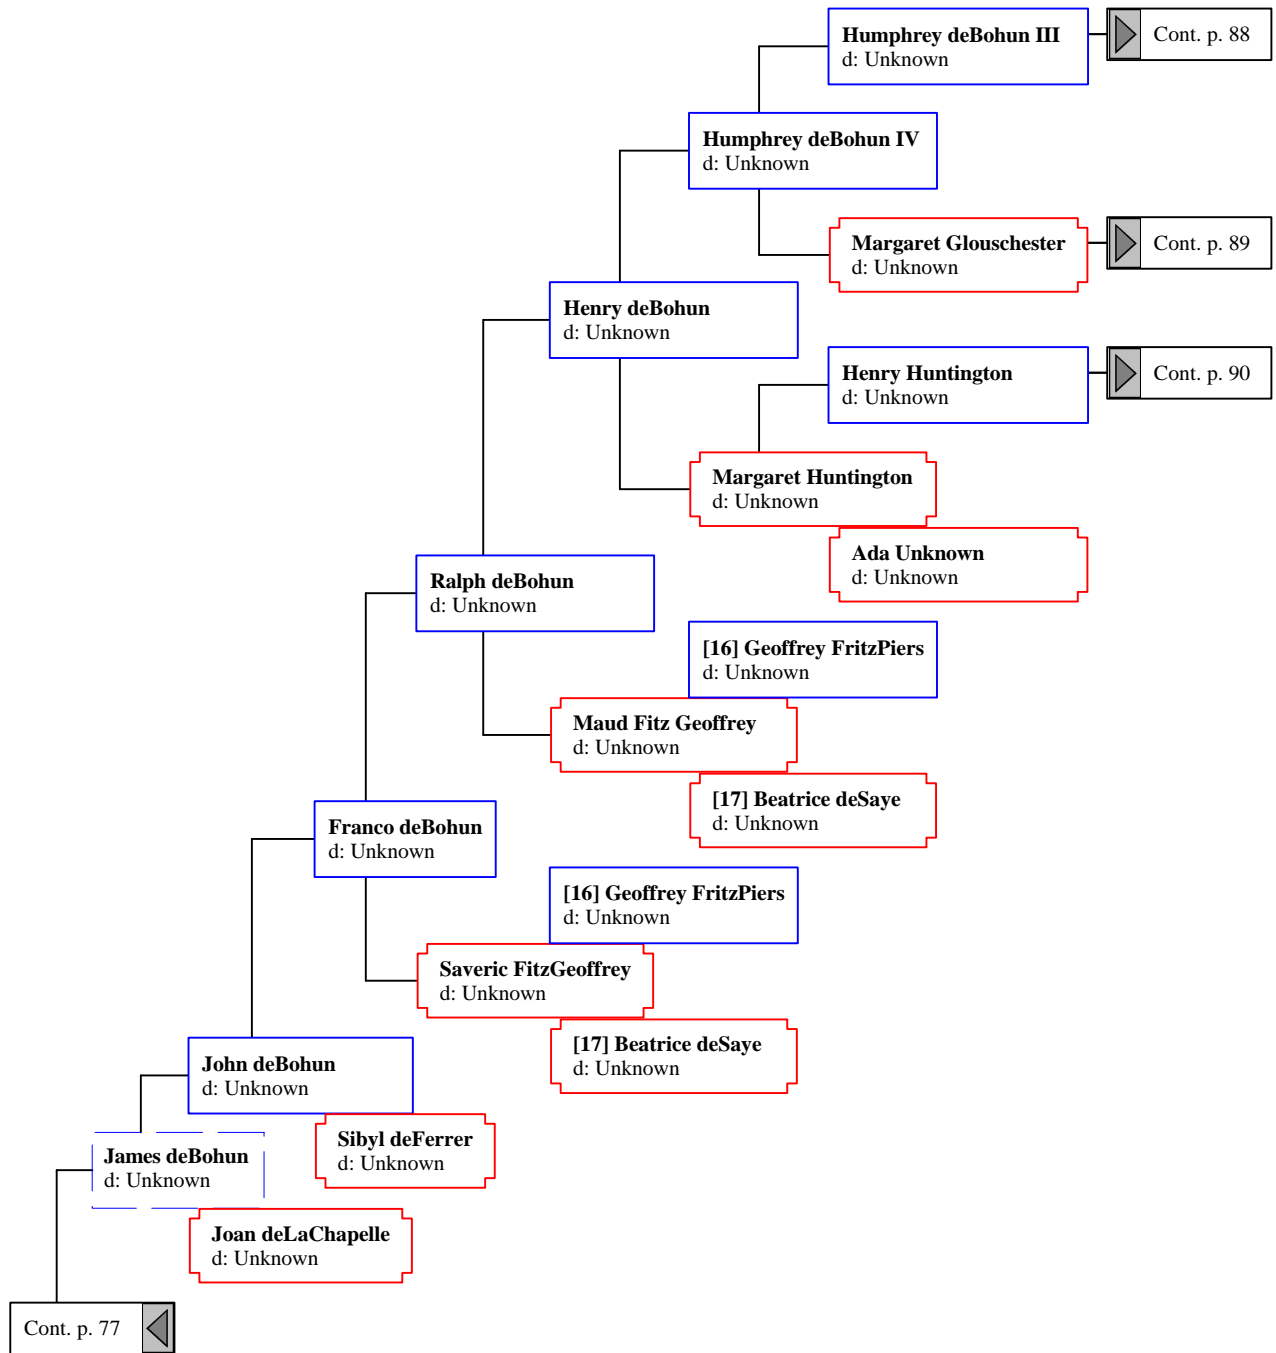 Humphrey deBohun III
d: Unknown
Cont. p. 88
Humphrey deBohun IV
d: Unknown
Margaret Glouschester
d: Unknown
Cont. p. 89
Henry deBohun
d: Unknown
Henry Huntington
d: Unknown
Cont. p. 90
Margaret Huntington
d: Unknown
Ada Unknown
d: Unknown
Ralph deBohun
d: Unknown
[16] Geoffrey FritzPiers
d: Unknown
Maud Fitz Geoffrey
d: Unknown
[17] Beatrice deSaye
d: Unknown
Franco deBohun
d: Unknown
[16] Geoffrey FritzPiers
d: Unknown
Saveric FitzGeoffrey
d: Unknown
[17] Beatrice deSaye
d: Unknown
John deBohun
d: Unknown
Sibyl deFerrer
d: Unknown
James deBohun
d: Unknown
Joan deLaChapelle
d: Unknown
Cont. p. 77